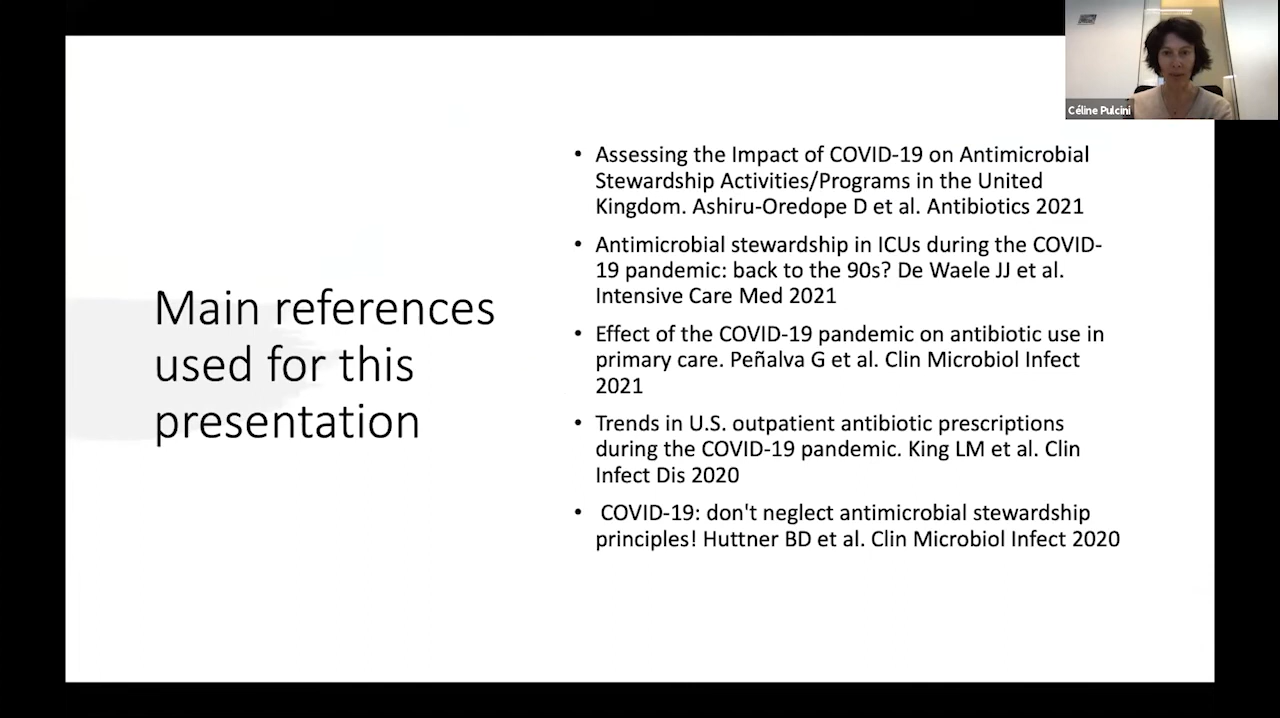 Céline Pulcini
Main references
used for this
presentation
• Assessing the Impact of COVID-19 on Antimicrobial
Stewardship Activities/Programs in the United
Kingdom. Ashiru-Oredope D et al. Antibiotics 2021
• Antimicrobial stewardship in ICUs during the COVID-
19 pandemic: back to the 90s? De Waele JJ et al.
Intensive Care Med 2021
• Effect of the COVID-19 pandemic on antibiotic use in
primary care. Peñalva G et al. Clin Microbiol Infect
2021
• Trends in U.S. outpatient antibiotic prescriptions
during the COVID-19 pandemic. King LM et al. Clin
Infect Dis 2020
• COVID-19: don't neglect antimicrobial stewardship
principles! Huttner BD et al. Clin Microbiol Infect 2020